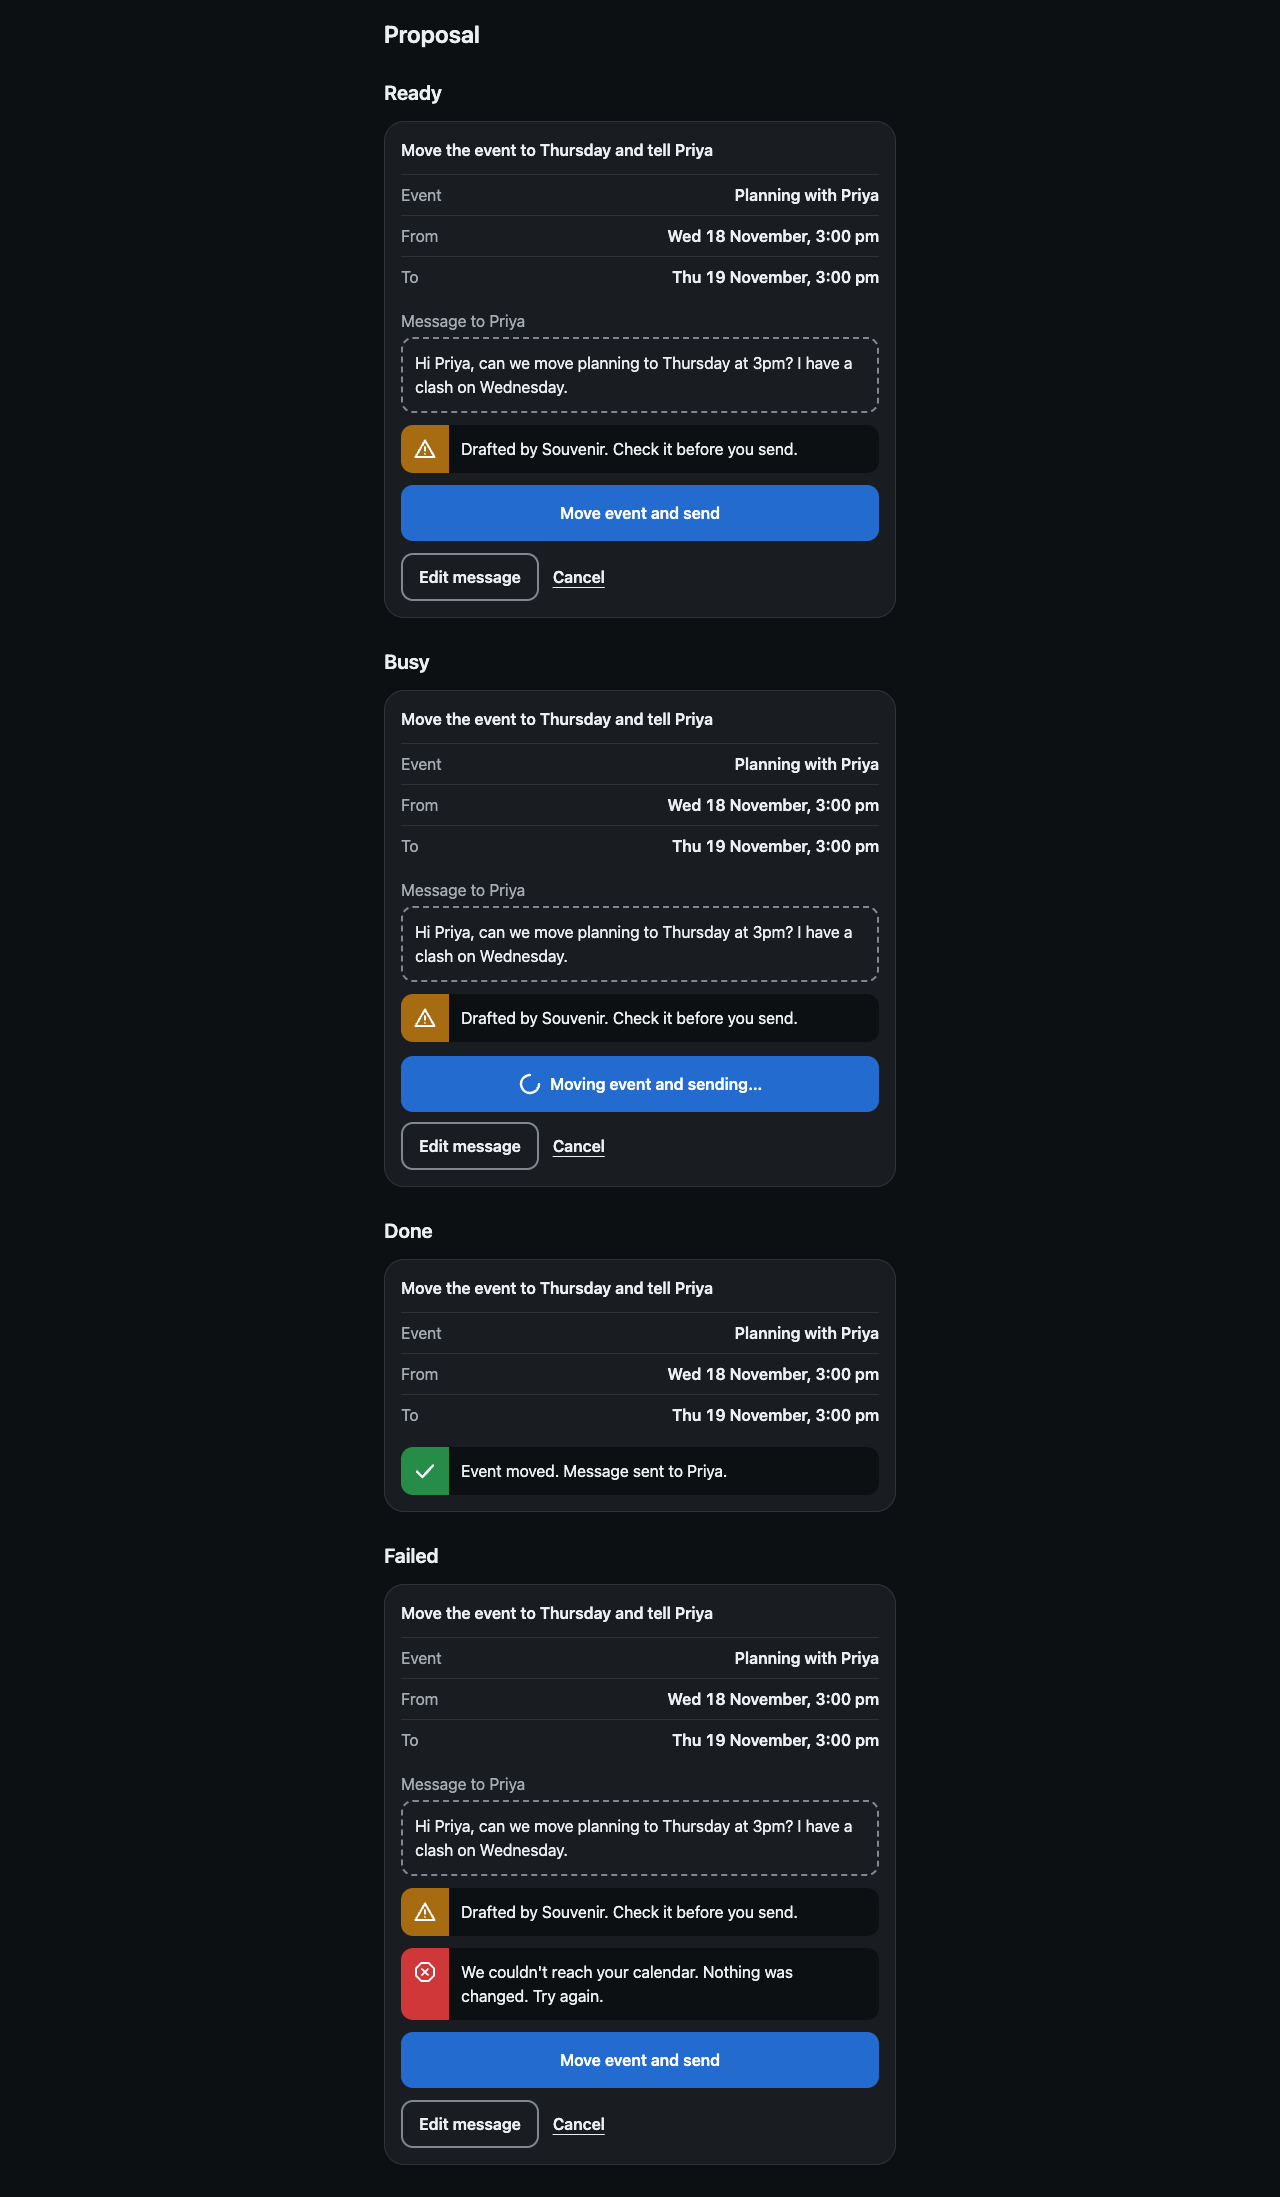 Proposal
Ready
Move the event to Thursday and tell Priya
Event Planning with Priya
From Wed 18 November, 3:00 pm
To Thu 19 November, 3:00 pm
Message to Priya
Hi Priya, can we move planning to Thursday at 3pm? I have a
clash on Wednesday.
Drafted by Souvenir. Check it before you send.
Move event and send
Edit message Cancel
Busy
Move the event to Thursday and tell Priya
Event Planning with Priya
From Wed 18 November, 3:00 pm
To Thu 19 November, 3:00 pm
Message to Priya
Hi Priya, can we move planning to Thursday at 3pm? I have a
clash on Wednesday.
Drafted by Souvenir. Check it before you send.
Moving event and sending...
Edit message Cancel
Done
Move the event to Thursday and tell Priya
Event Planning with Priya
From Wed 18 November, 3:00 pm
To Thu 19 November, 3:00 pm
Event moved. Message sent to Priya.
Failed
Move the event to Thursday and tell Priya
Event Planning with Priya
From Wed 18 November, 3:00 pm
To Thu 19 November, 3:00 pm
Message to Priya
Hi Priya, can we move planning to Thursday at 3pm? I have a
clash on Wednesday.
Drafted by Souvenir. Check it before you send.
We couldn't reach your calendar. Nothing was
changed. Try again.
Move event and send
Edit message Cancel